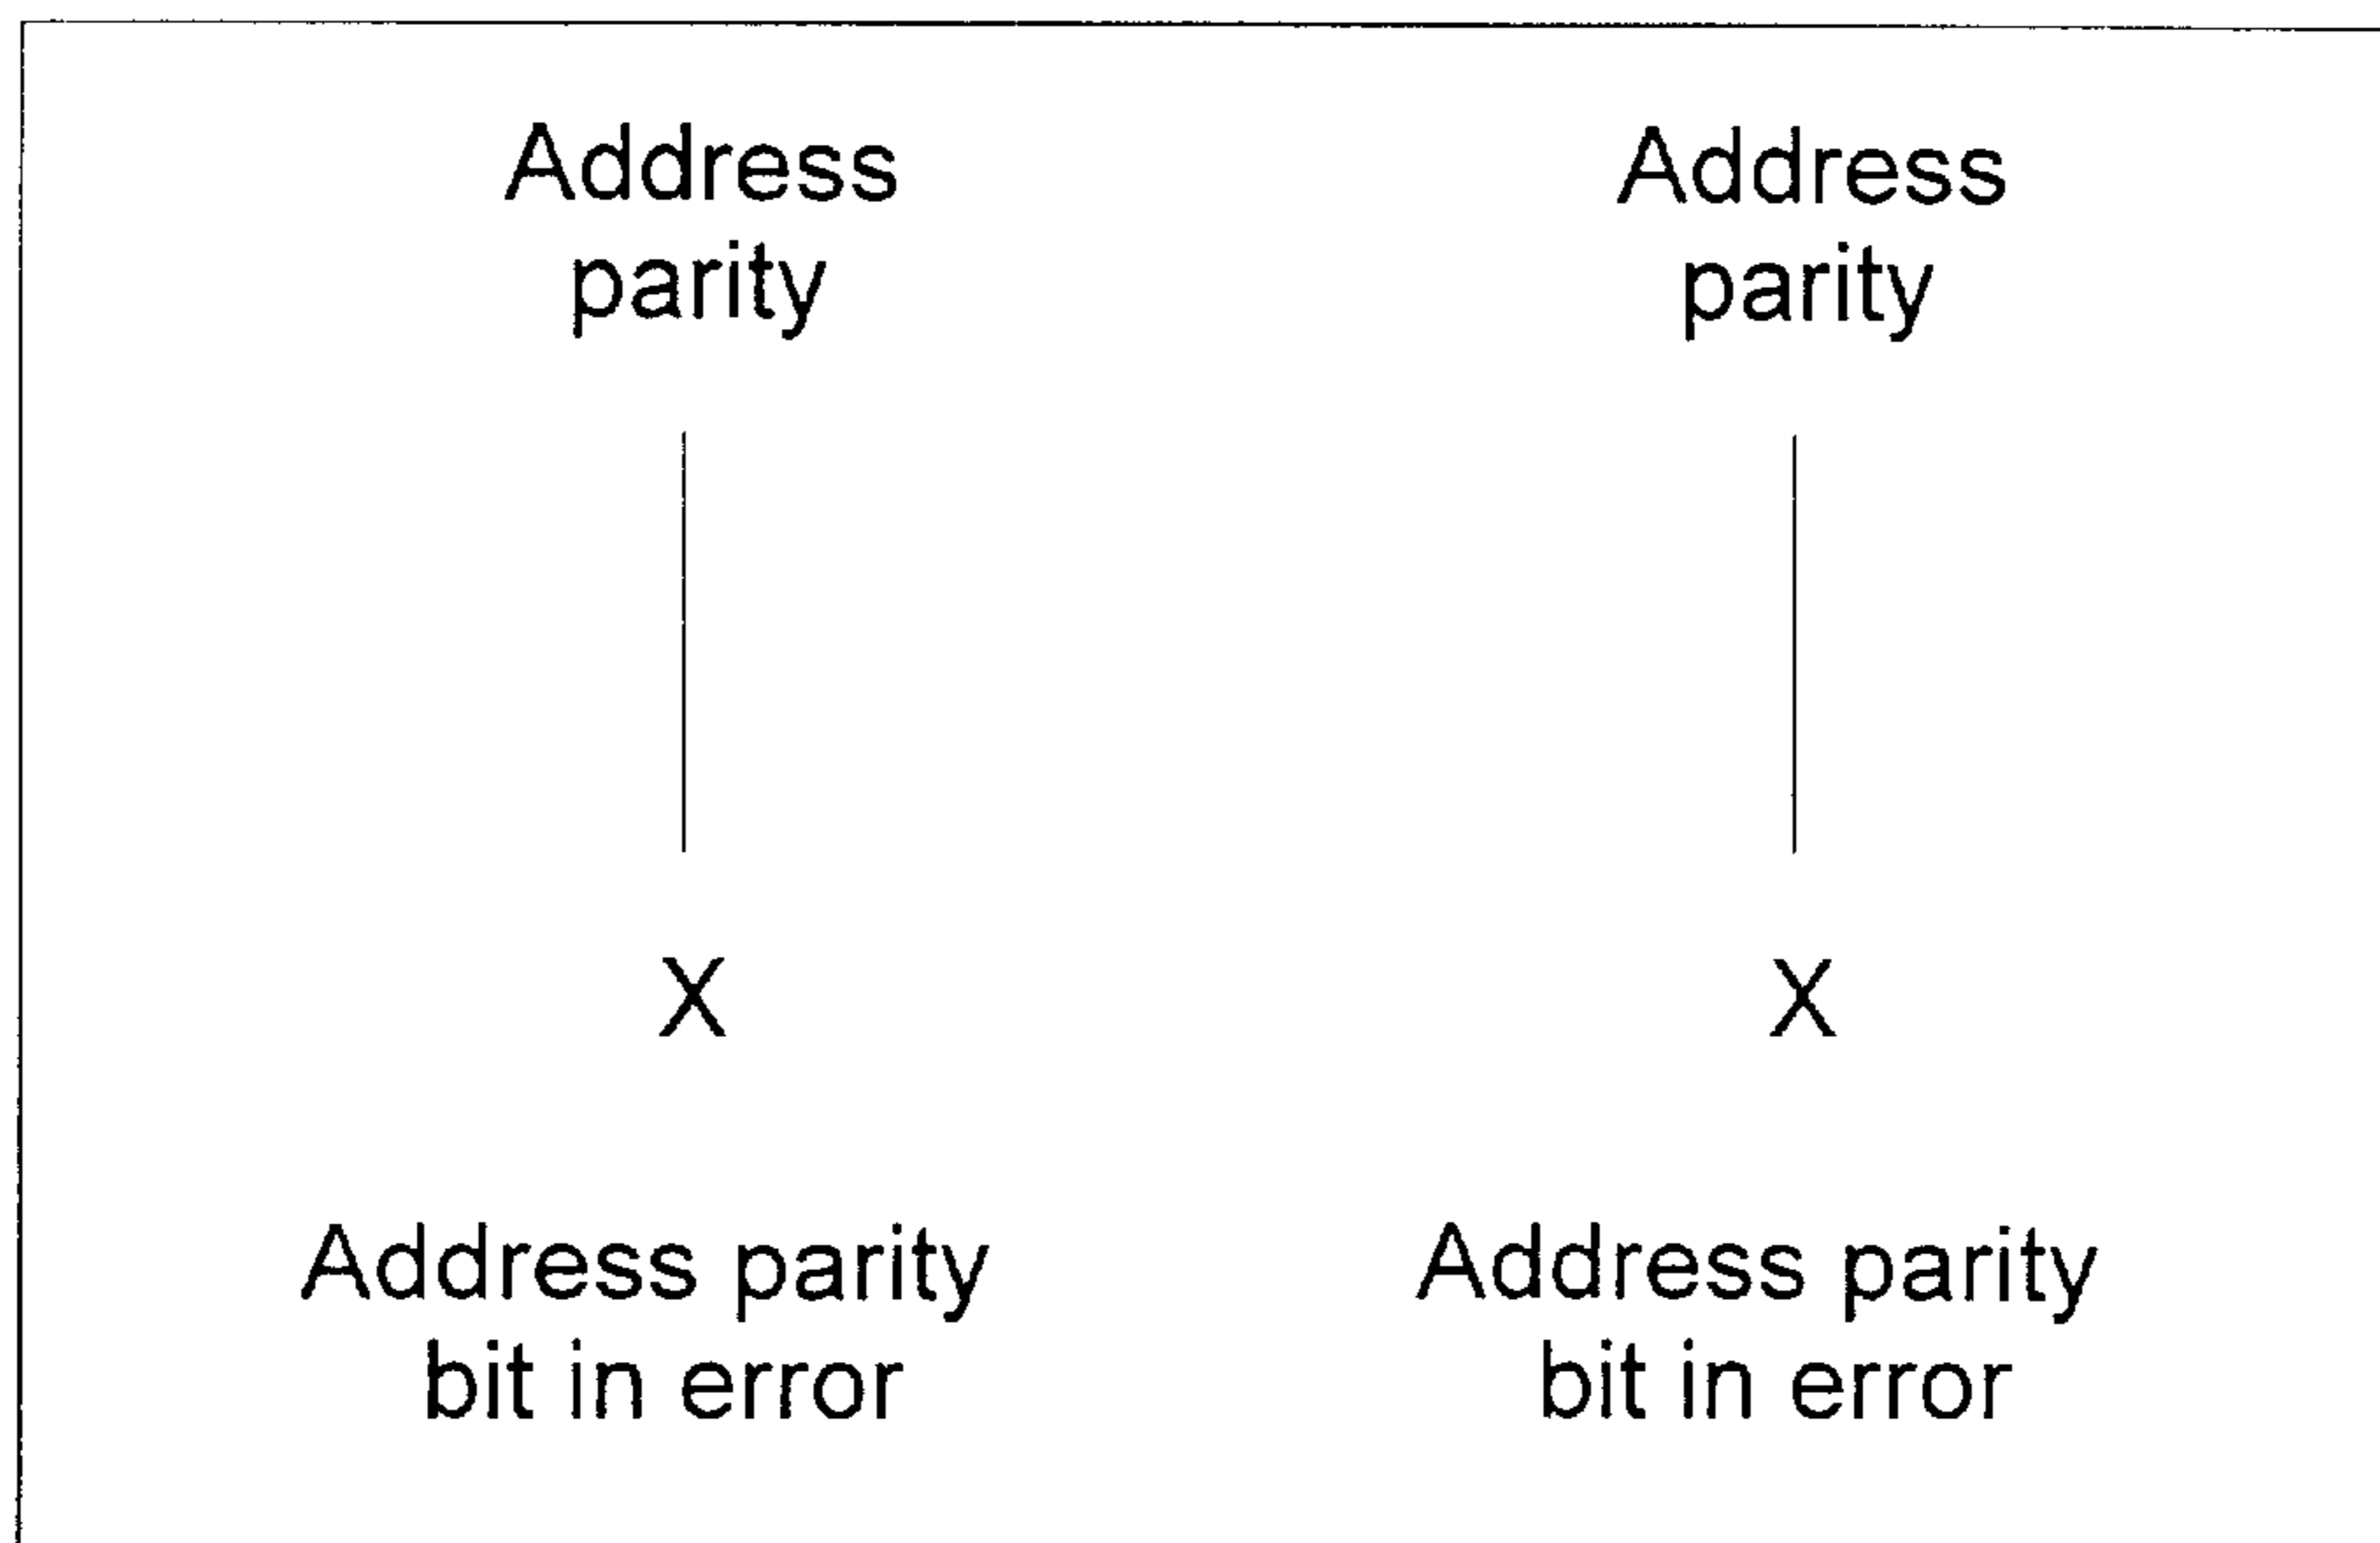 Address
parity
Address
parity
X
X
Address parity
bit in error
Address parity
bit in error